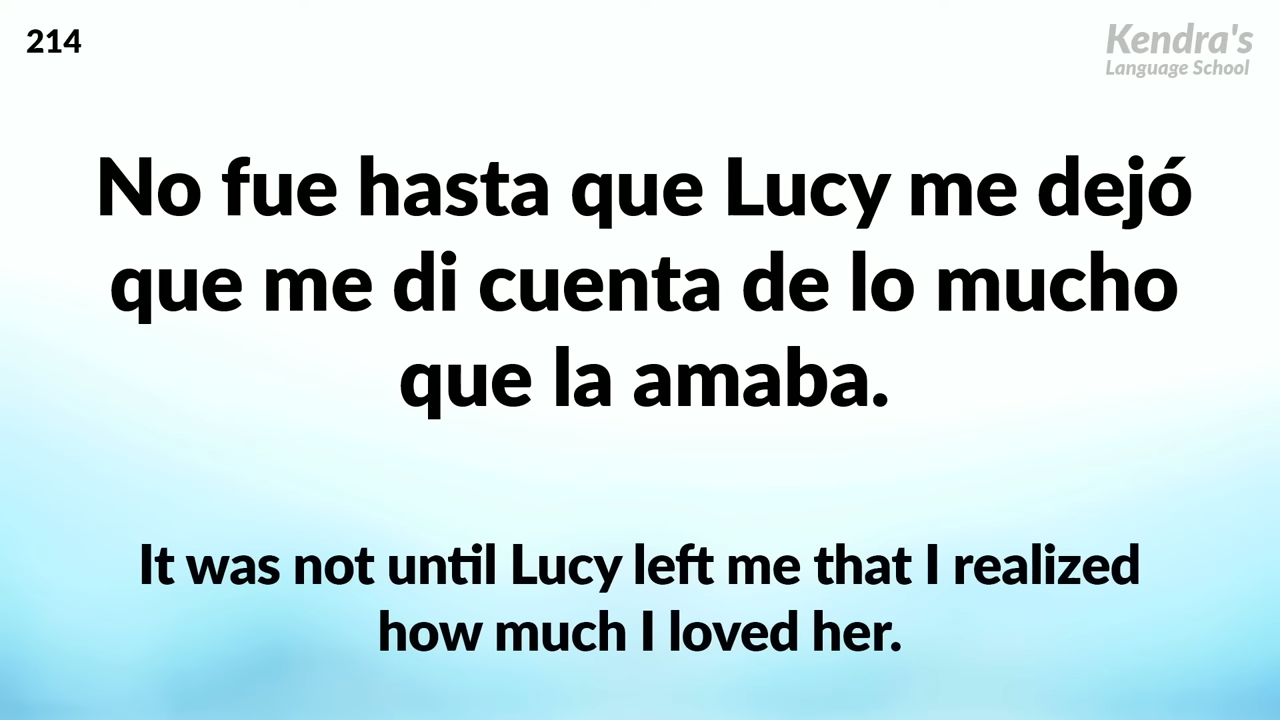 214
Kendra's
Language School
No fue hasta que Lucy me dejó
que me di cuenta de lo mucho
que la amaba.
It was not until Lucy left me that I realized
how much I loved her.